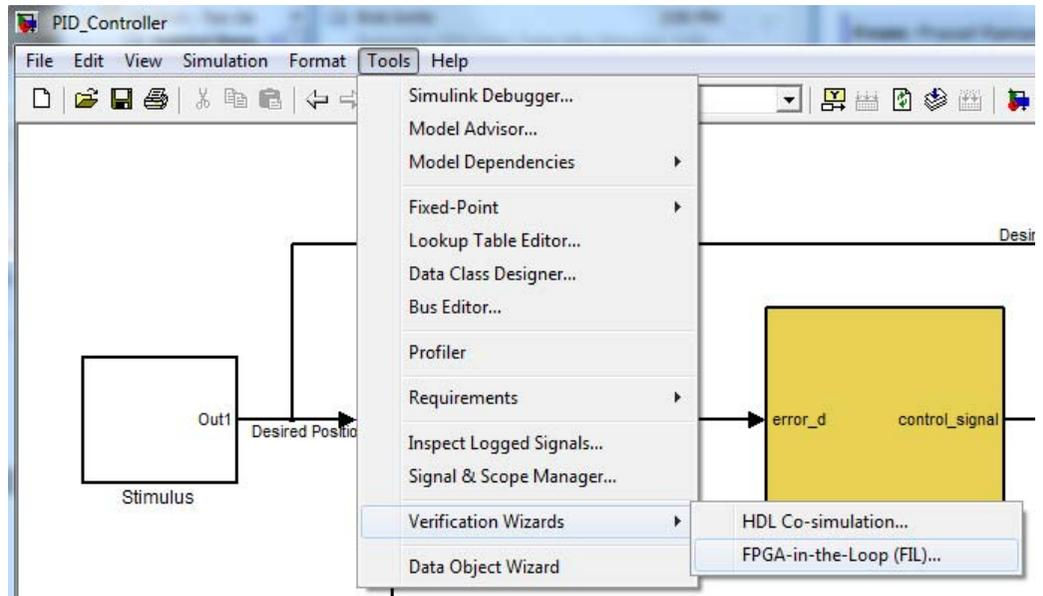 PID_Controller
File Edit View Simulation Format Tools Help
Simulink Debugger...
Model Advisor...
Model Dependencies
Fixed-Point
Lookup Table Editor...
Data Class Designer...
Bus Editor...
Profiler
Requirements
Inspect Logged Signals...
Signal & Scope Manager...
Verification Wizards
Data Object Wizard
HDL Co-simulation...
FPGA-in-the-Loop (FIL)...
Desir
Out1
Desired Positio
Stimulus
error_d
control_signal